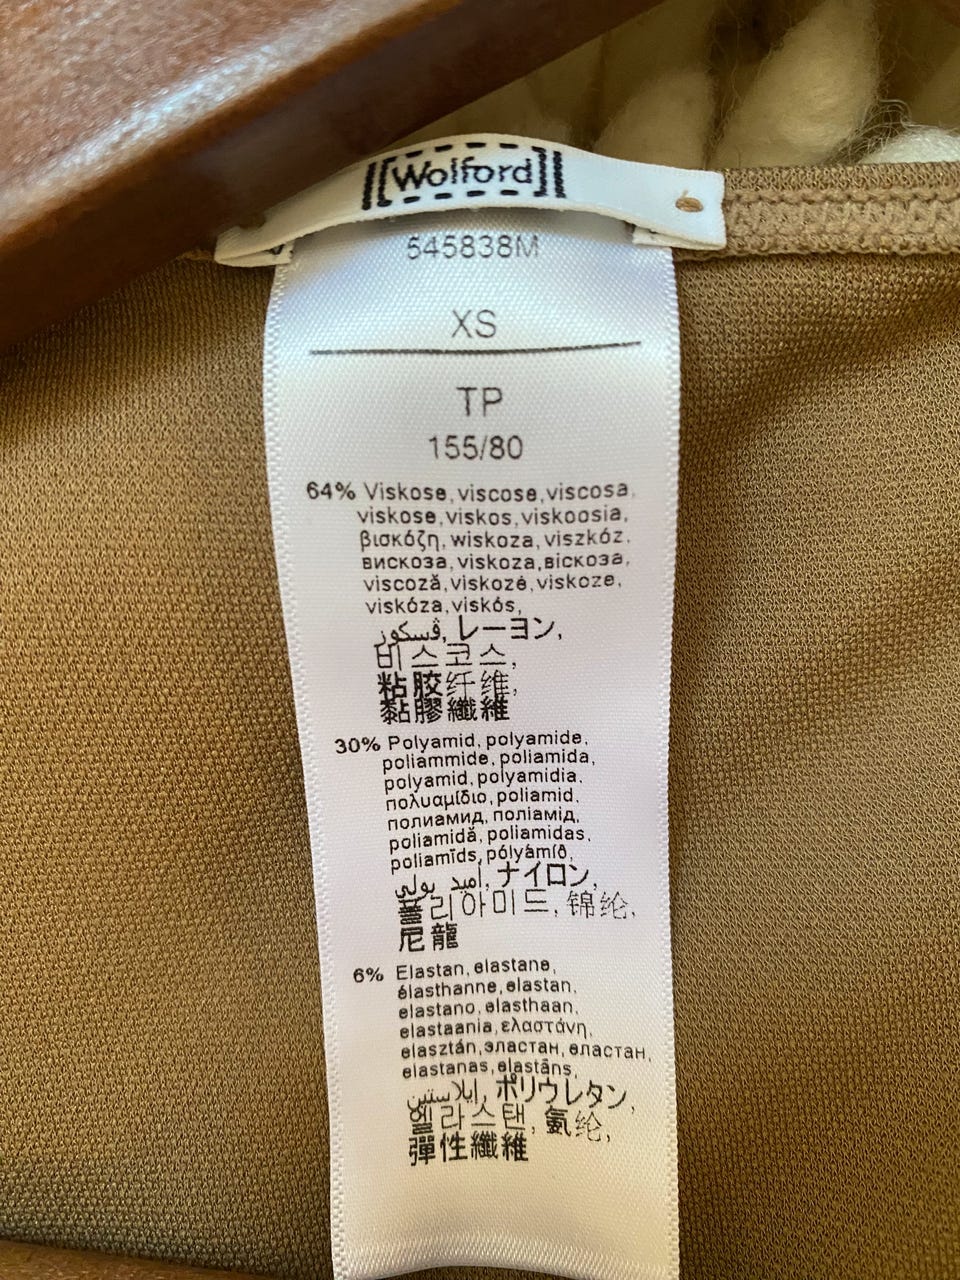 [Wolford]
545838M
XS
TP
155/80
64% Viskose, viscose, viscosa,
viskose, viskos, viskoosia,
βισκόζη, wiskoza, viszkóz,
вискоза, viskoza, віскоза,
viscoză, viskozė, viskoze,
viskóza, viskós,
ڤسكوز, レーヨン,
비스코스,
粘胶纤维,
黏膠纖維
30% Polyamid, polyamide,
poliammide, poliamida,
polyamid, polyamidia,
πολυαμίδιο, poliamid,
полиамид, поліамід,
poliamidă, poliamidas,
poliamīds, pólýamíð,
أميد بولي, ナイロン,
폴리아미드, 锦纶,
尼龍
6% Elastan, elastane,
élasthanne, elastan,
elastano, elasthaan,
elastaania, ελαστάνη,
elasztán, эластан, еластан,
elastanas, elastāns,
إيلاستين, ポリウレタン,
엘라스탄, 氨纶,
彈性纖維